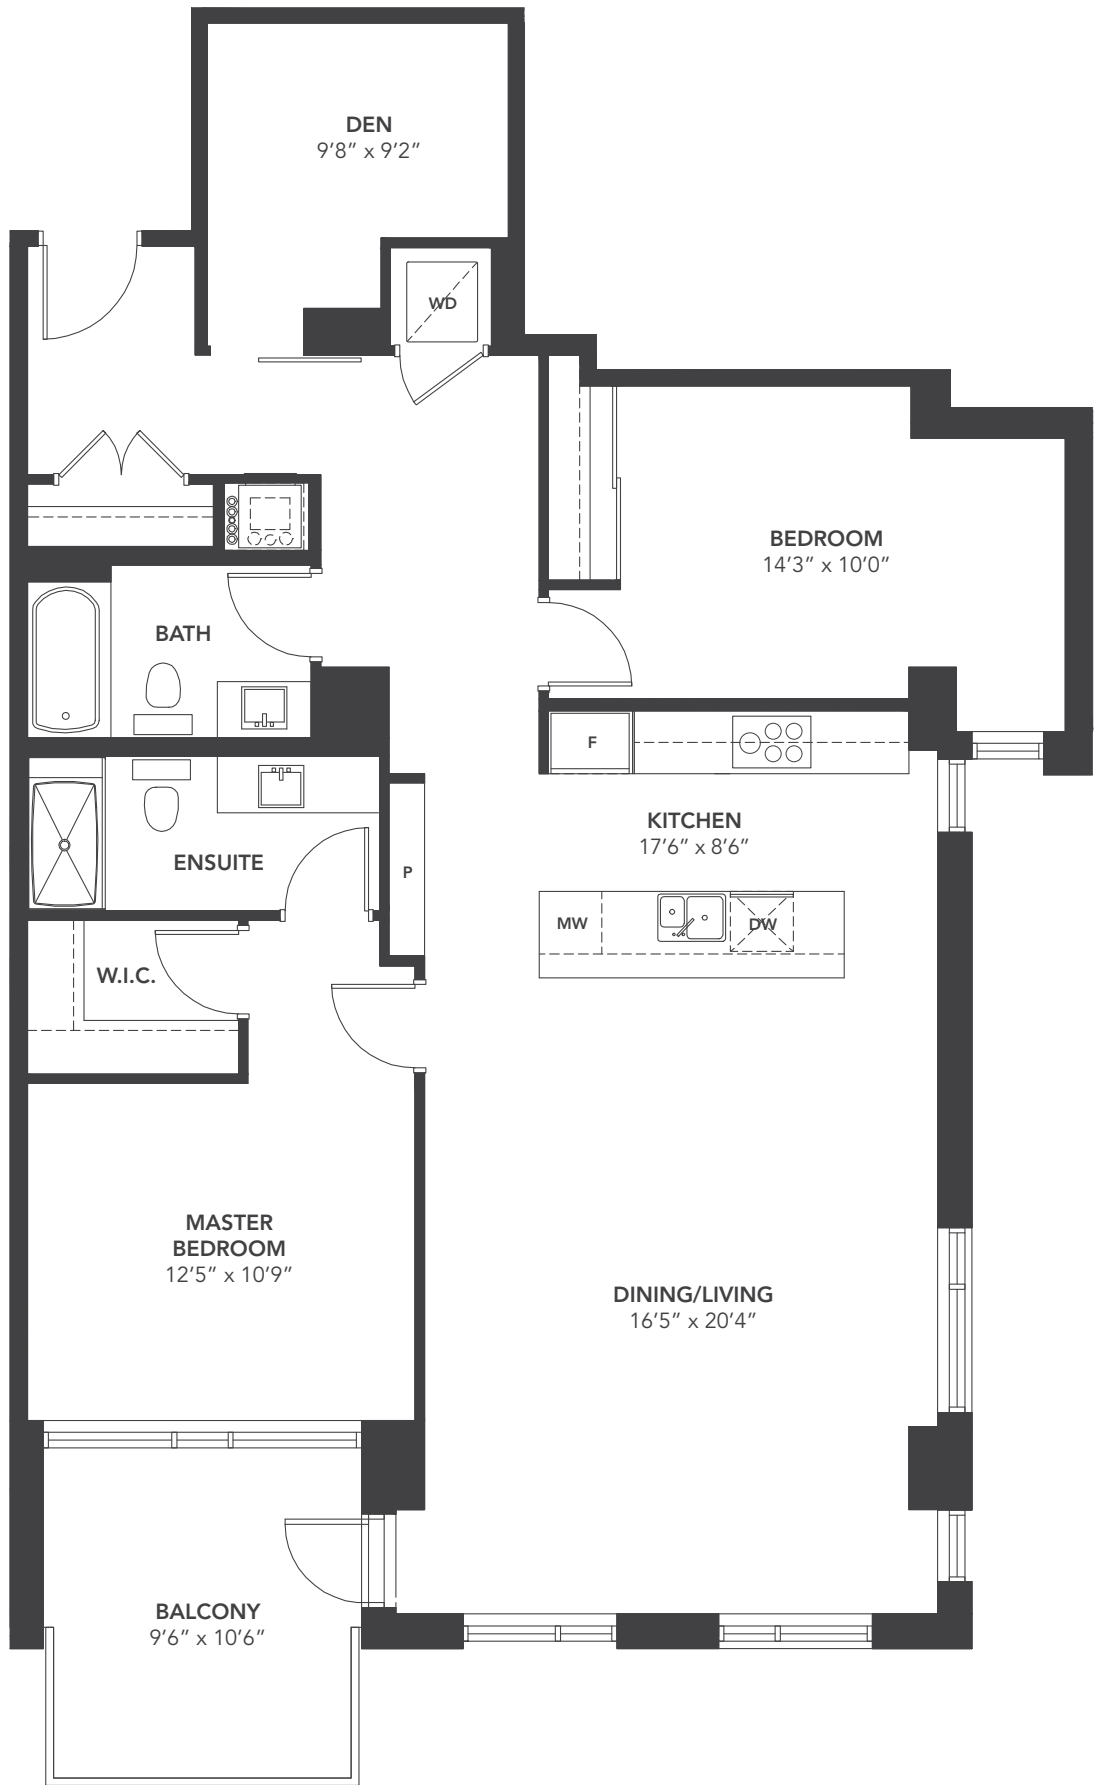 DEN
9’8” x 9’2”
WD
BEDROOM
14’3” x 10’0”
BATH
F
KITCHEN
17’6” x 8’6”
ENSUITE
P
MW
DW
W.I.C.
MASTER
BEDROOM
12’5” x 10’9”
DINING/LIVING
16’5” x 20’4”
BALCONY
9’6” x 10’6”